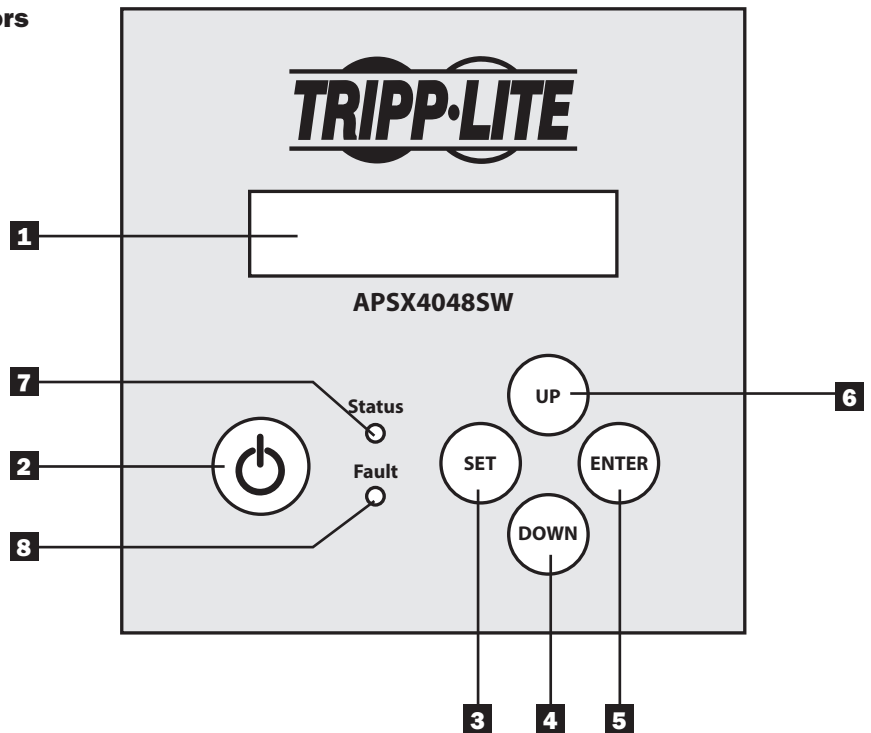 ors
TRIPP·LITE
1
APSX4048SW
7
Status
UP
6
2
Fault
SET
ENTER
8
DOWN
3
4
5